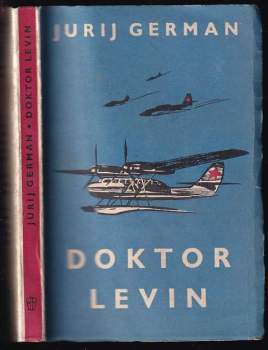 JURIJ GERMAN • DOKTOR LEVIN
JURIJ GERMAN
DOKTOR
LEVIN